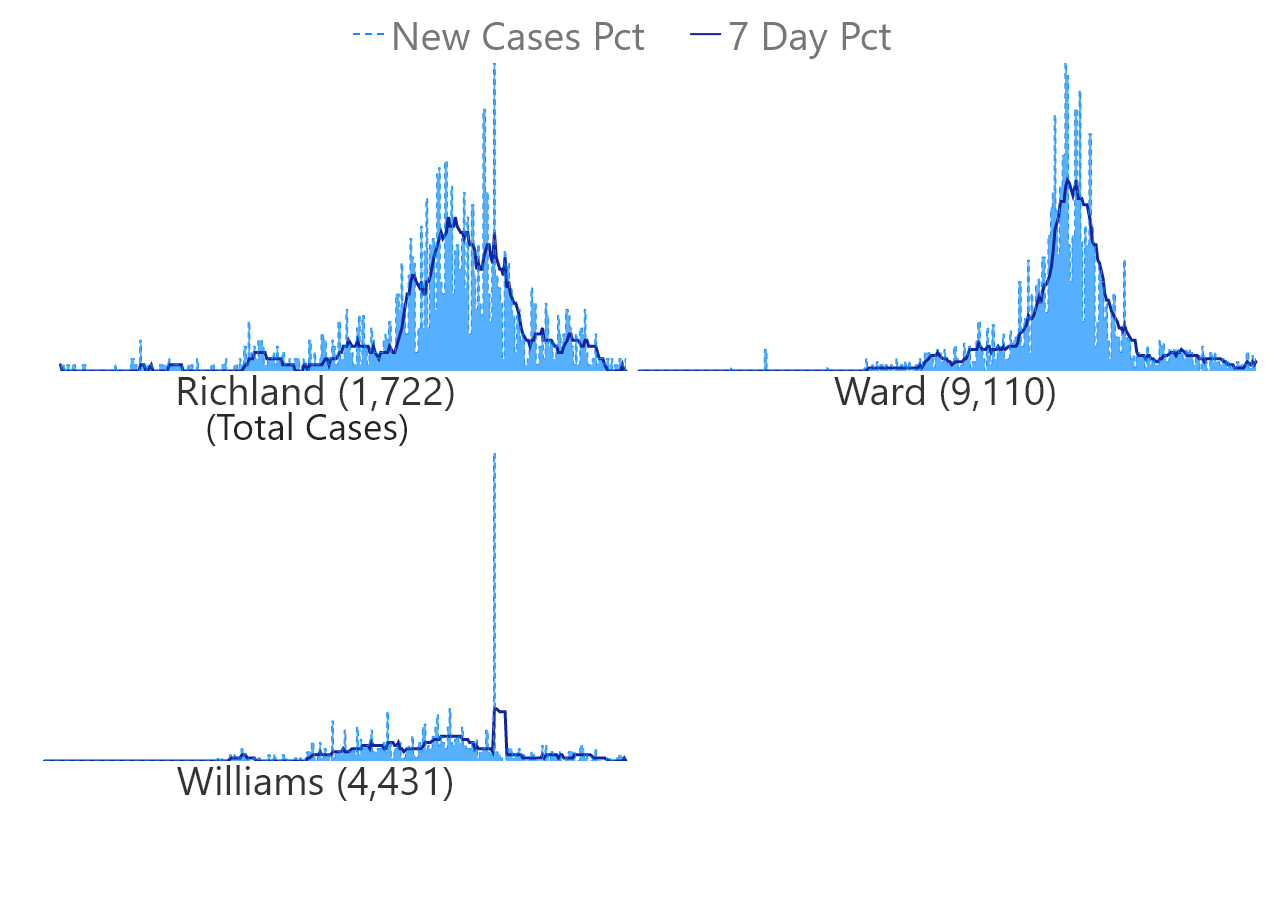 New Cases Pct 7 Day Pct
Richland (1,722)
(Total Cases)
Ward (9,110)
Williams (4,431)